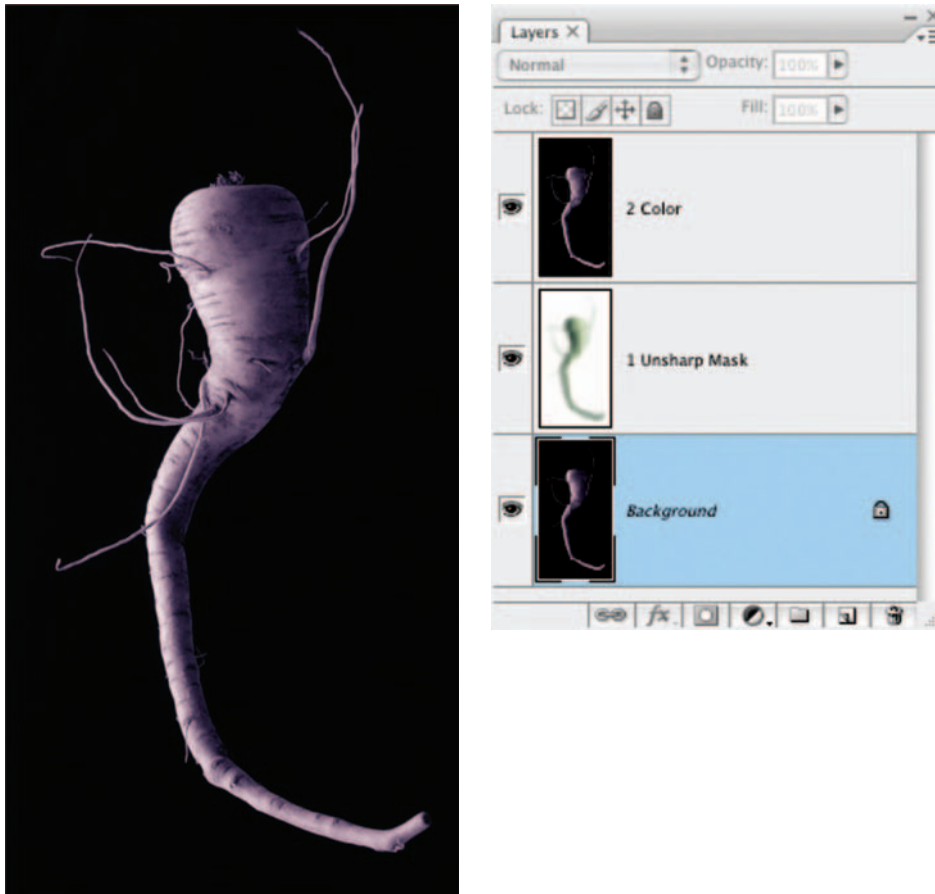 Layers ×
Normal Opacity: 100%
Lock: Fill: 100%
2 Color
1 Unsharp Mask
Background
fx